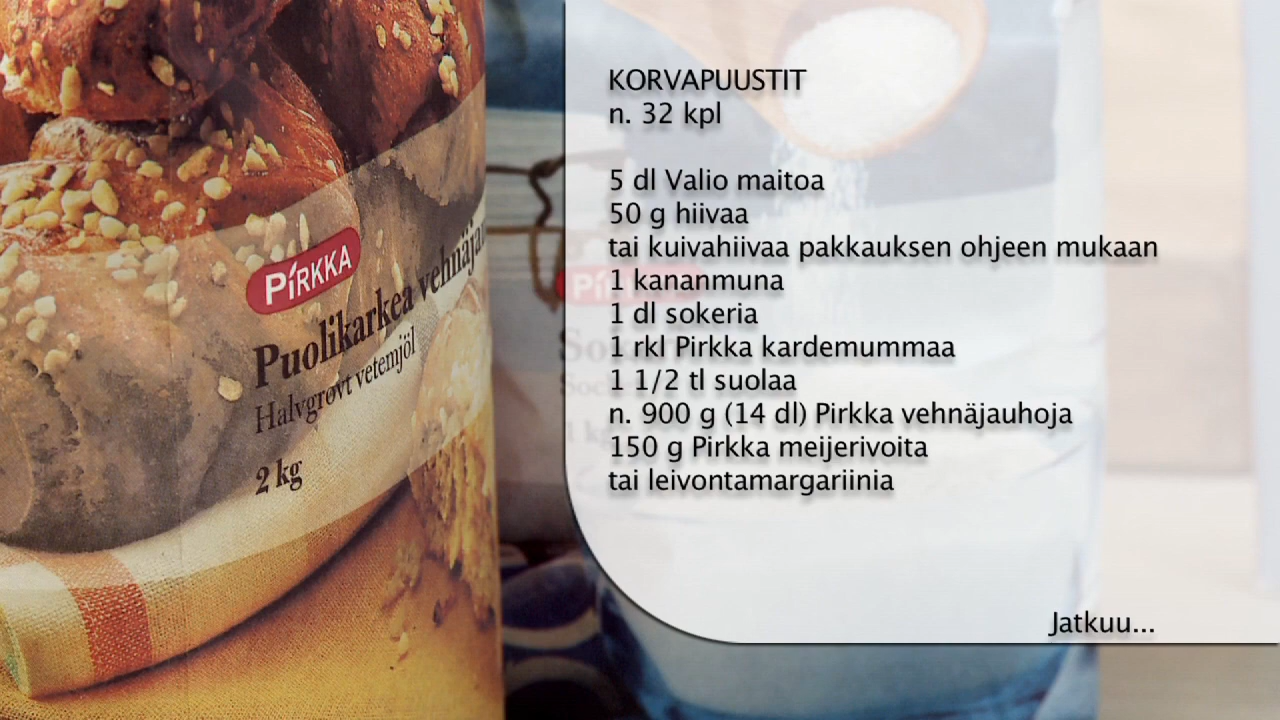 KORVAPUUSTIT
n. 32 kpl
5 dl Valio maitoa
50 g hiivaa
tai kuivahiivaa pakkauksen ohjeen mukaan
1 kananmuna
1 dl sokeria
1 rkl Pirkka kardemummaa
1 1/2 tl suolaa
n. 900 g (14 dl) Pirkka vehnäjauhoja
150 g Pirkka meijerivoita
tai leivontamargariinia
Jatkuu...
PIRKKA
Puolikarkea
Halvgrovt vetemjöl
2 kg